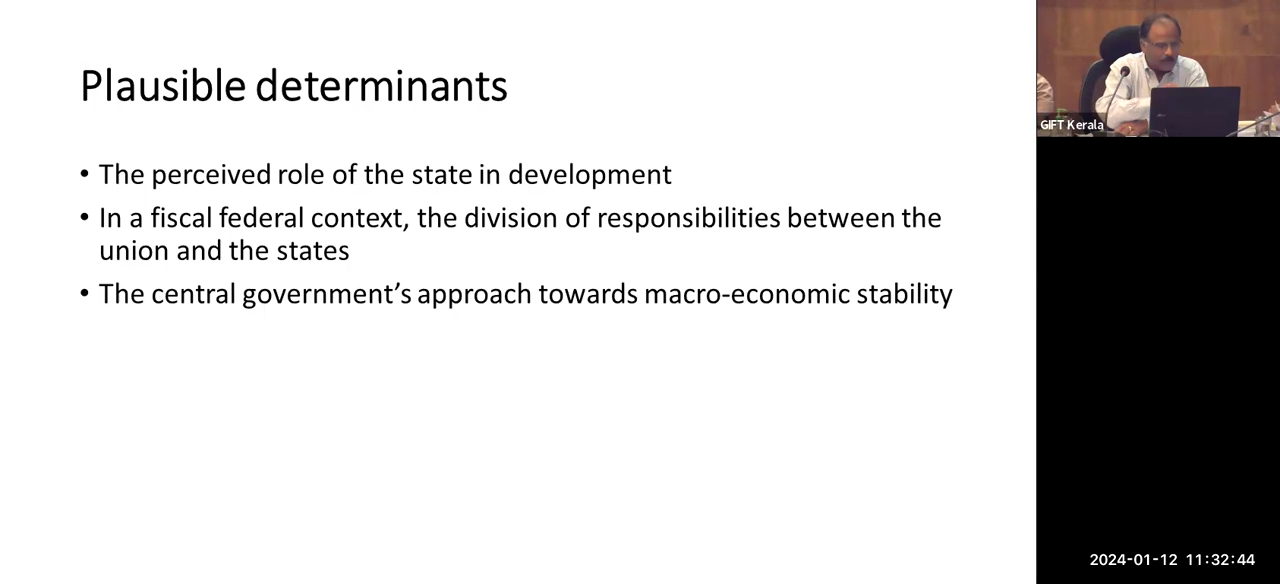 Plausible determinants
• The perceived role of the state in development
• In a fiscal federal context, the division of responsibilities between the
union and the states
• The central government’s approach towards macro-economic stability
GIFT Kerala
2024-01-12 11:32:44